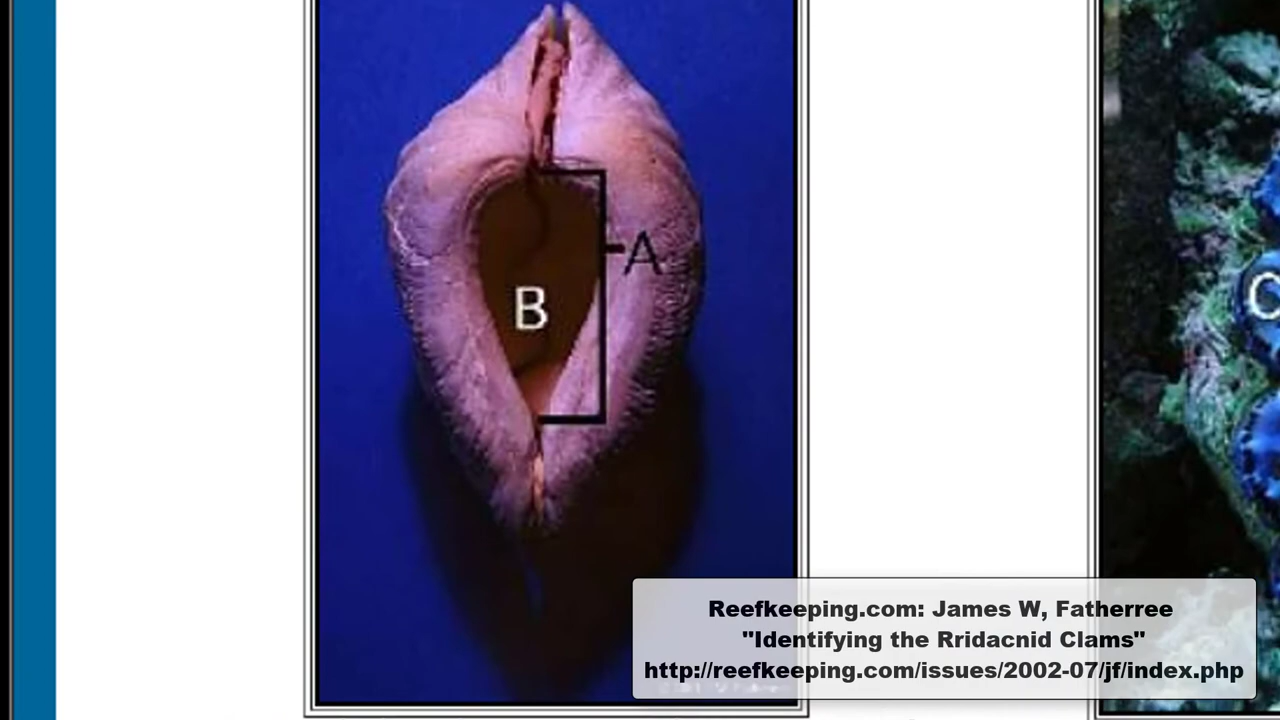 A
B
C
Reefkeeping.com: James W, Fatherree
"Identifying the Rridacnid Clams"
http://reefkeeping.com/issues/2002-07/jf/index.php